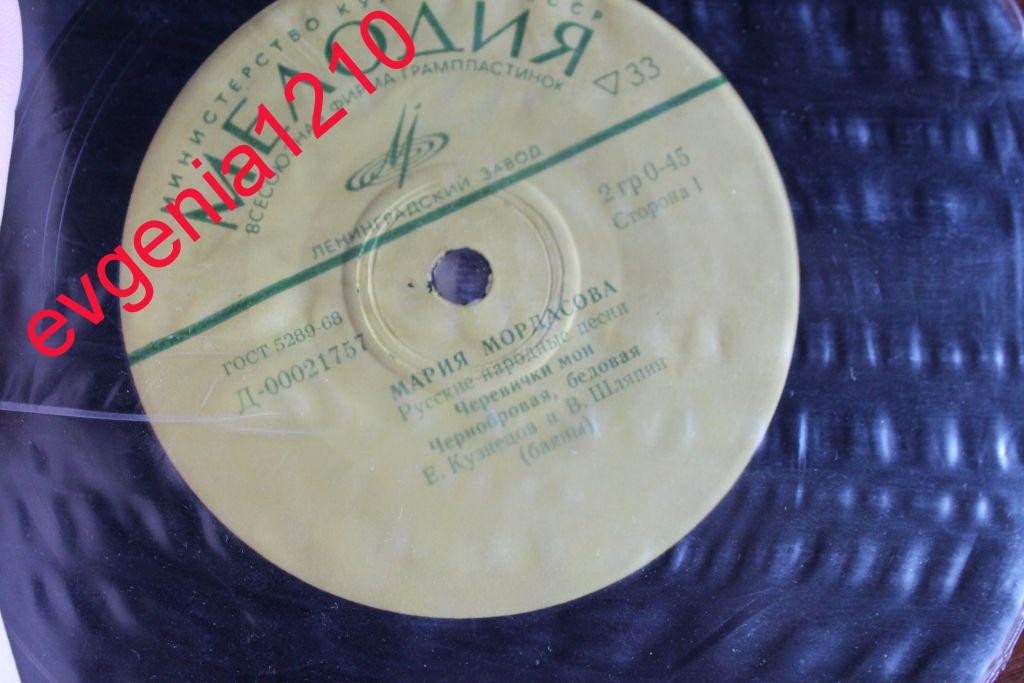 МИНИСТЕРСТВО КУ СССР
МЕЛОДИЯ
ВСЕСОЮЗНАЯ ФИРМА ГРАМПЛАСТИНОК
▽33
ЛЕНИНГРАДСКИЙ ЗАВОД
2 гр 0-45
Сторона 1
ГОСТ 5289-68
Д-00021757
МАРИЯ МОРДАСОВА
Русские народные песни
Черевички мои
Чернобровая, бедовая
Е. Кузнецов и В. Шляпин
(баяны)
evgenia1210